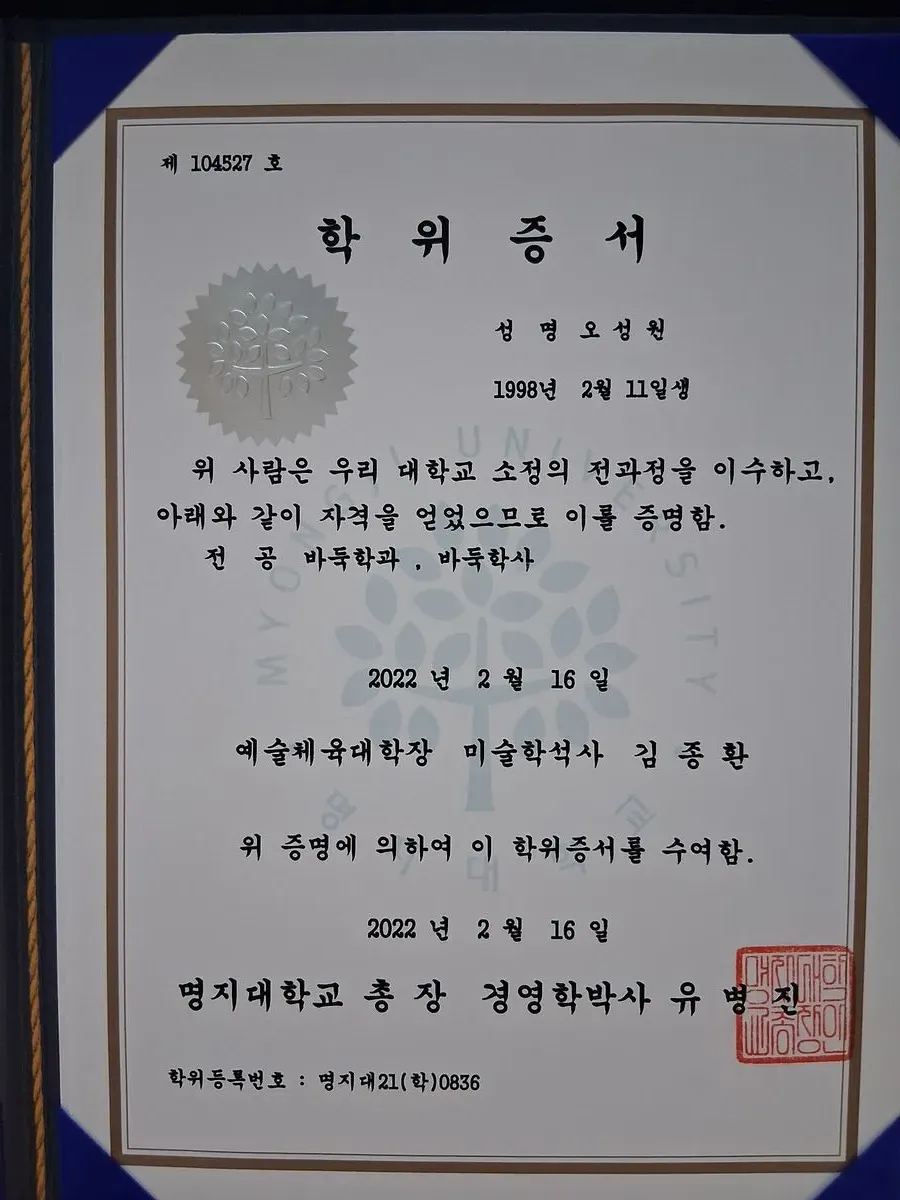 제 104527 호
학 위 증 서
성 명 오 성 원
1998년 2월 11일생
MYONGJI UNIVERSITY
위 사람은 우리 대학교 소정의 전과정을 이수하고,
아래와 같이 자격을 얻었으므로 이를 증명함.
전 공 바둑학과 , 바둑학사
2022 년 2 월 16 일
예술체육대학장 미술학석사 김 종 환
명 지 대 학 교
위 증명에 의하여 이 학위증서를 수여함.
2022 년 2 월 16 일
명지대학교 총 장 경영학박사 유 병 진
학위등록번호 : 명지대21(학)0836